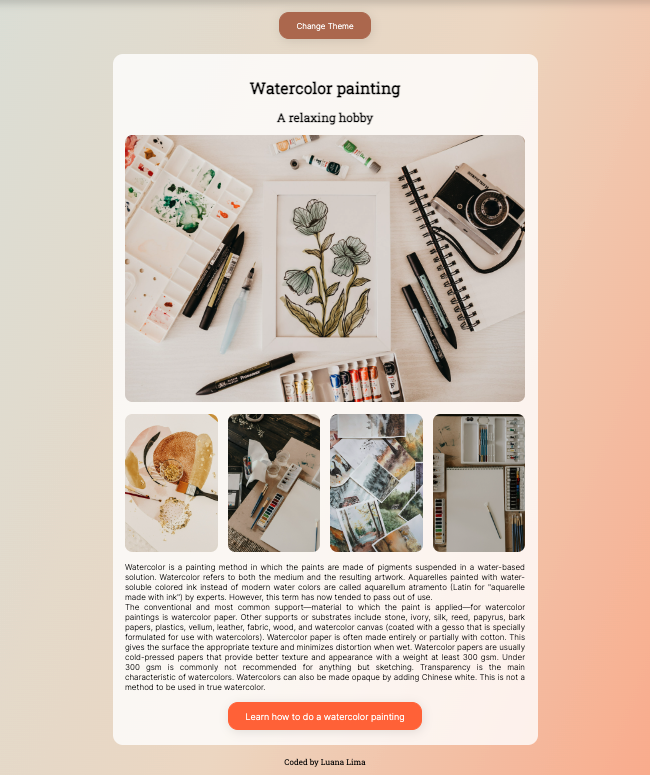 Change Theme
Watercolor painting
A relaxing hobby
Watercolor is a painting method in which the paints are made of pigments suspended in a water-based
solution. Watercolor refers to both the medium and the resulting artwork. Aquarelles painted with water-
soluble colored ink instead of modern water colors are called aquarellum atramento (Latin for "aquarelle
made with ink") by experts. However, this term has now tended to pass out of use.
The conventional and most common support—material to which the paint is applied—for watercolor
paintings is watercolor paper. Other supports or substrates include stone, ivory, silk, reed, papyrus, bark
papers, plastics, vellum, leather, fabric, wood, and watercolor canvas (coated with a gesso that is specially
formulated for use with watercolors). Watercolor paper is often made entirely or partially with cotton. This
gives the surface the appropriate texture and minimizes distortion when wet. Watercolor papers are usually
cold-pressed papers that provide better texture and appearance with a weight at least 300 gsm. Under
300 gsm is commonly not recommended for anything but sketching. Transparency is the main
characteristic of watercolors. Watercolors can also be made opaque by adding Chinese white. This is not a
method to be used in true watercolor.
Learn how to do a watercolor painting
Coded by Luana Lima